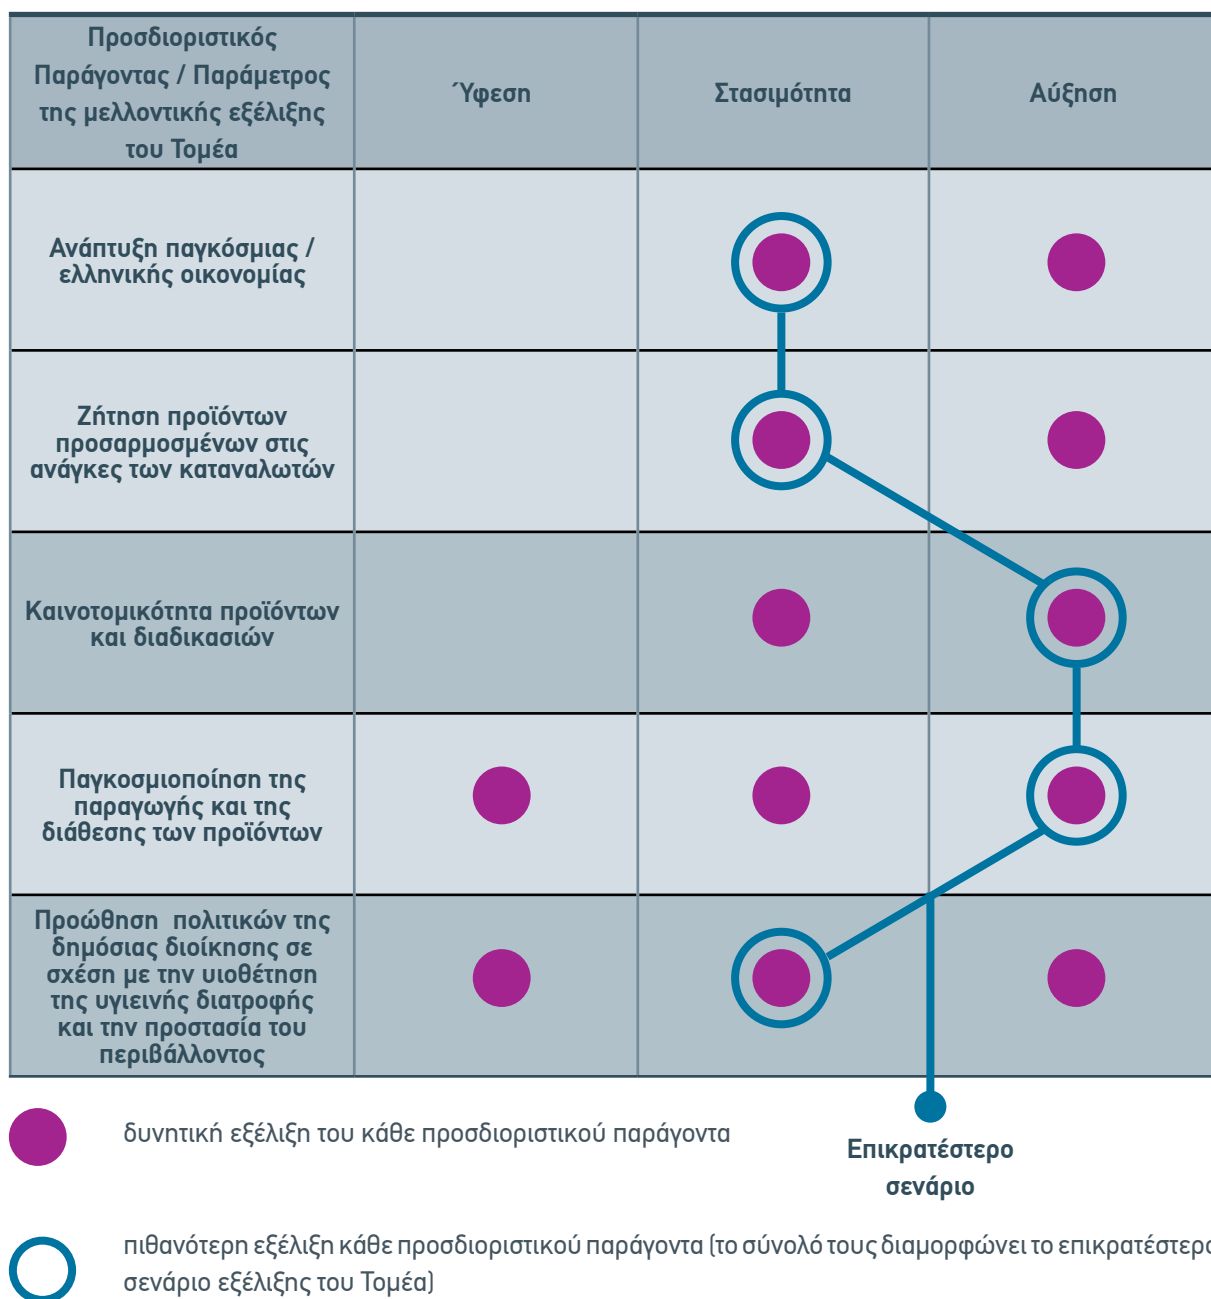 Προσδιοριστικός
Παράγοντας / Παράμετρος
της μελλοντικής εξέλιξης
του Τομέα
Ύφεση
Στασιμότητα
Αύξηση
Ανάπτυξη παγκόσμιας /
ελληνικής οικονομίας
Ζήτηση προϊόντων
προσαρμοσμένων στις
ανάγκες των καταναλωτών
Καινοτομικότητα προϊόντων
και διαδικασιών
Παγκοσμιοποίηση της
παραγωγής και της
διάθεσης των προϊόντων
Προώθηση πολιτικών της
δημόσιας διοίκησης σε
σχέση με την υιοθέτηση
της υγιεινής διατροφής
και την προστασία του
περιβάλλοντος
δυνητική εξέλιξη του κάθε προσδιοριστικού παράγοντα
Επικρατέστερο
σενάριο
πιθανότερη εξέλιξη κάθε προσδιοριστικού παράγοντα (το σύνολό τους διαμορφώνει το επικρατέστερο
σενάριο εξέλιξης του Τομέα)